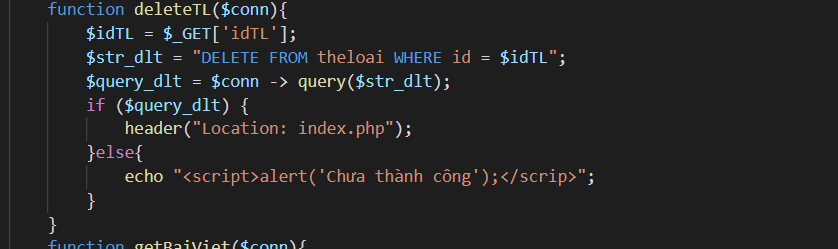 function deleteTL($conn){
$idTL = $_GET['idTL'];
$str_dlt = "DELETE FROM theloai WHERE id = $idTL";
$query_dlt = $conn -> query($str_dlt);
if ($query_dlt) {
header("Location: index.php");
}else{
echo "<script>alert('Chưa thành công');</scrip>";
}
}
function getBaiViet($conn){